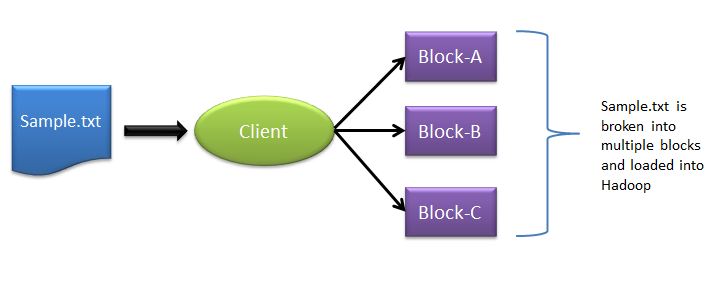 Sample.txt
Client
Block-A
Block-B
Block-C
Sample.txt is
broken into
multiple blocks
and loaded into
Hadoop